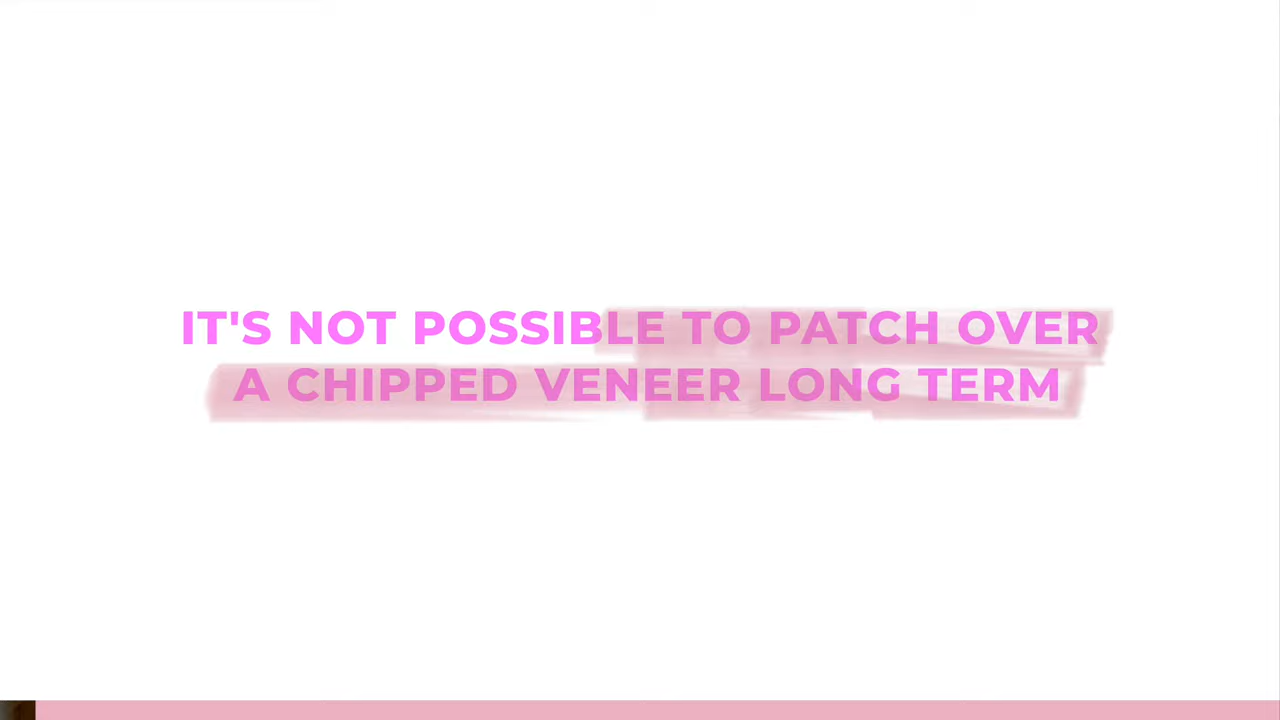 IT'S NOT POSSIBLE TO PATCH OVER
A CHIPPED VENEER LONG TERM